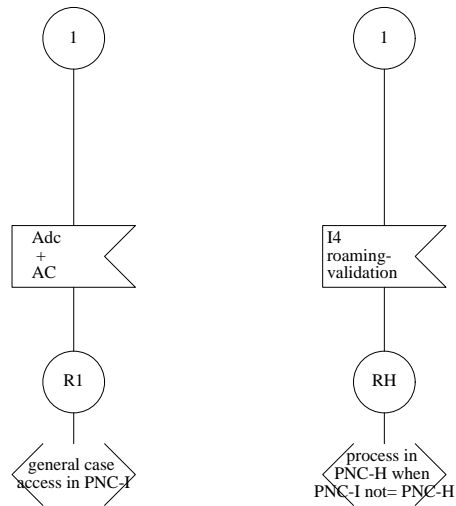 1
Adc
+
AC
R1
general case
access in PNC-I
1
I4
roaming-
validation
RH
process in
PNC-H when
PNC-I not= PNC-H